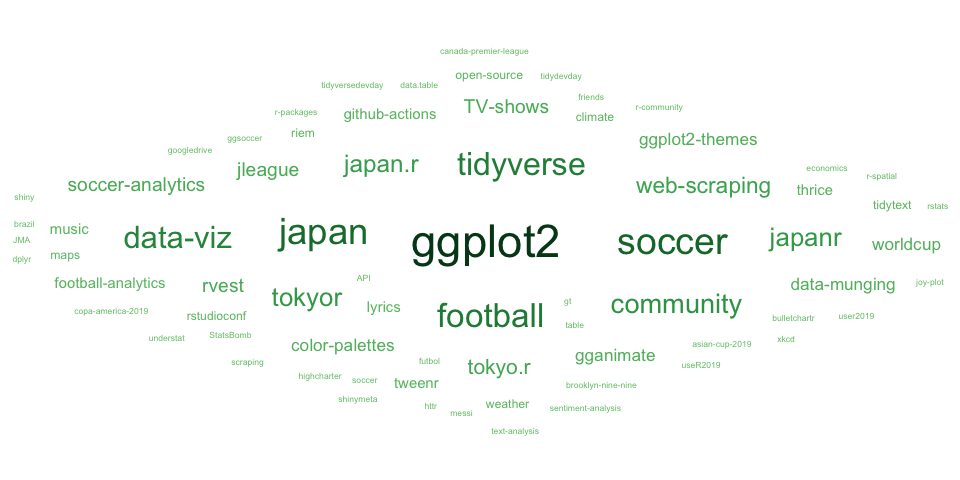 canada-premier-league
open-source
tidydevday
tidyversedevday
data.table
TV-shows
friends
r-community
r-packages
github-actions
climate
ggsoccer
riem
ggplot2-themes
googledrive
jleague
japan.r
tidyverse
economics
r-spatial
soccer-analytics
web-scraping
thrice
shiny
tidytext
rstats
brazil
music
data-viz
japan
ggplot2
soccer
japanr
worldcup
JMA
maps
dplyr
football-analytics
rvest
API
data-munging
joy-plot
tokyor
lyrics
gt
community
copa-america-2019
rstudioconf
football
table
bulletchartr
user2019
understat
StatsBomb
color-palettes
asian-cup-2019
xkcd
scraping
futbol
tokyo.r
gganimate
useR2019
highcharter
soccer
tweenr
brooklyn-nine-nine
shinymeta
httr
messi
weather
sentiment-analysis
text-analysis